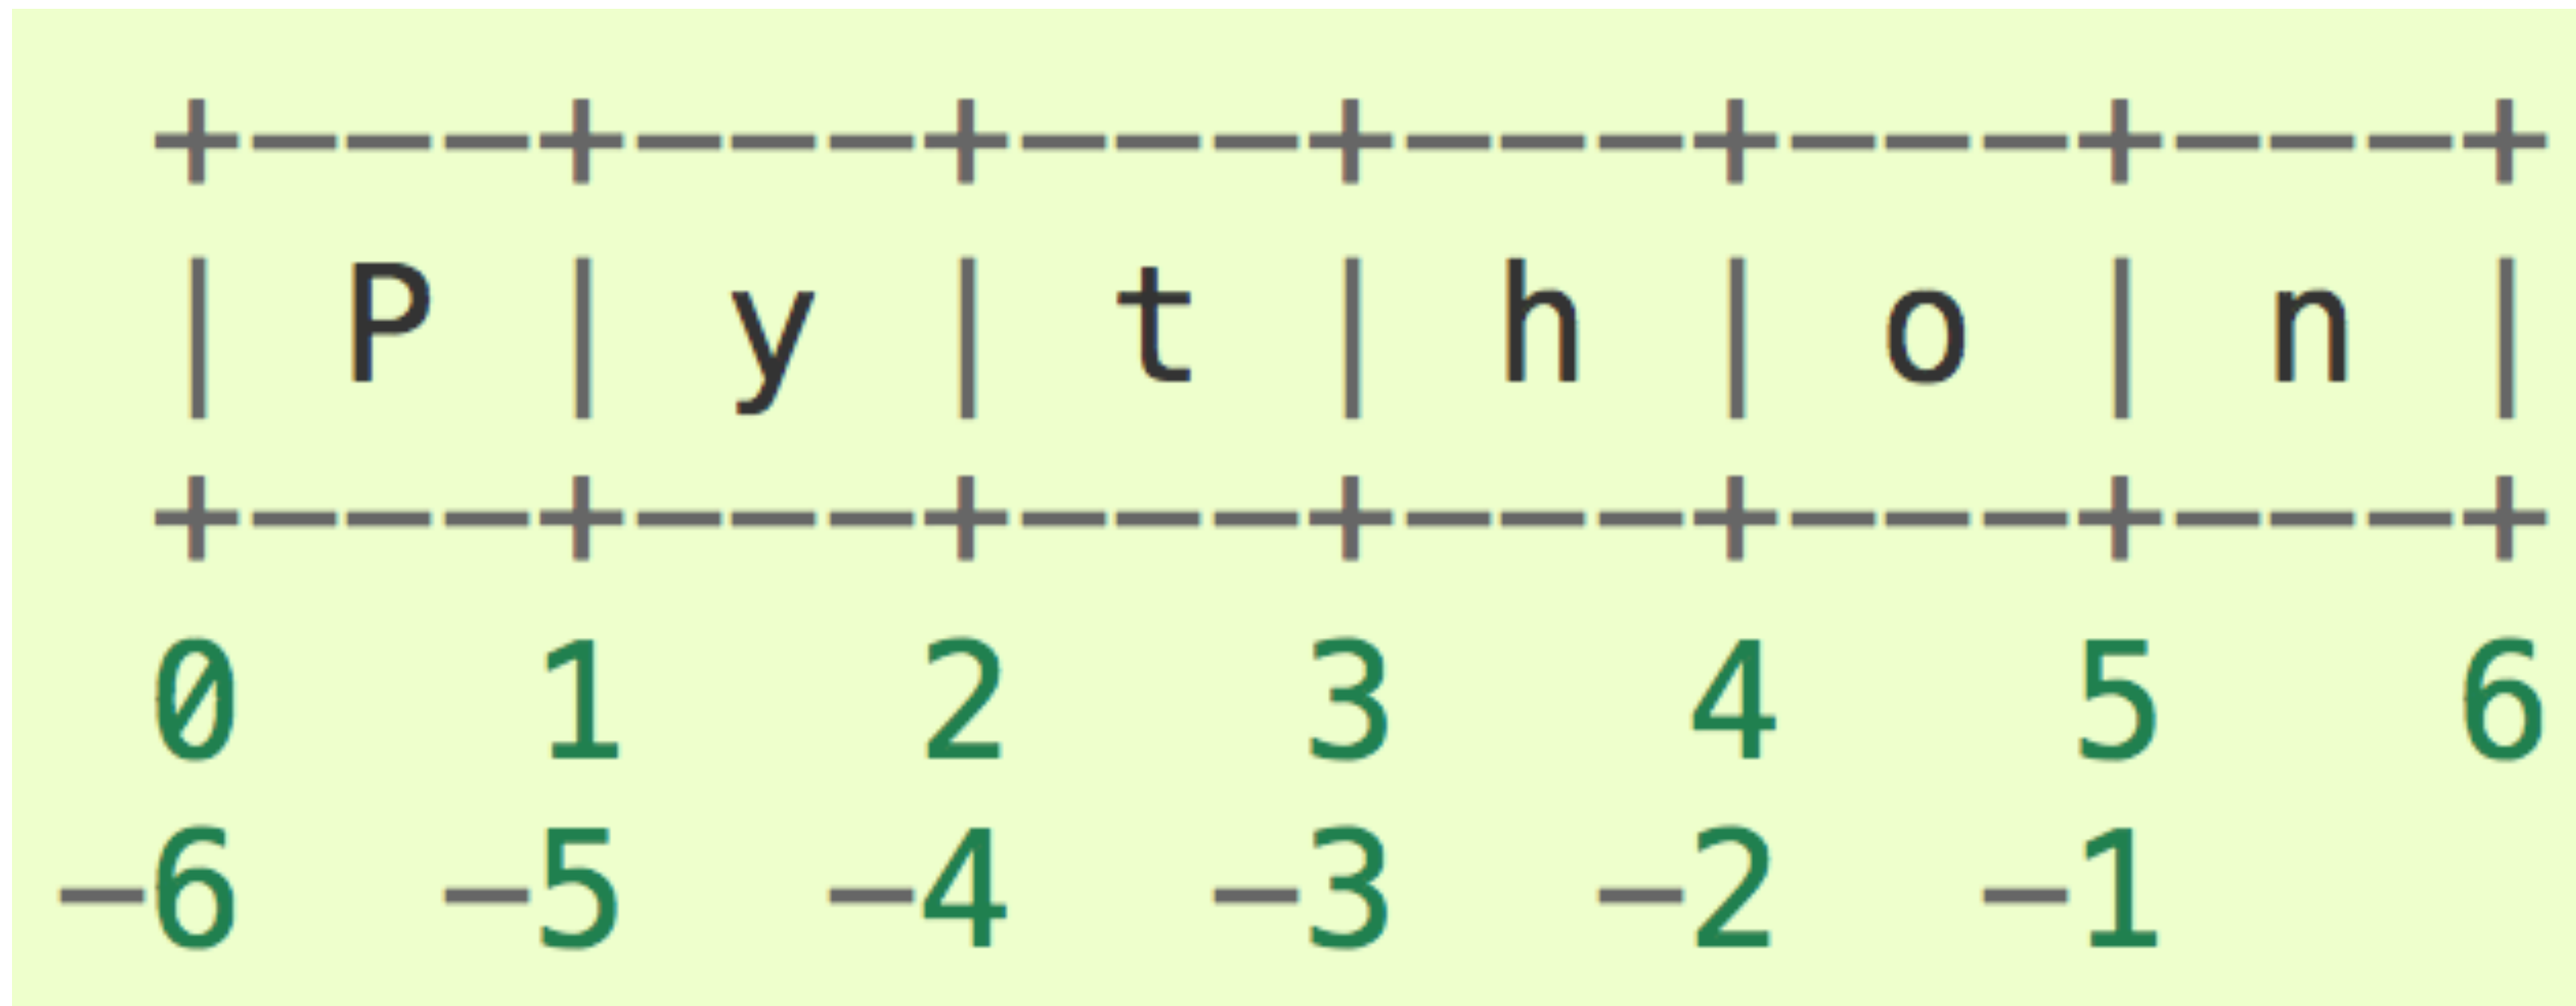 +---+---+---+---+---+---+
 | P | y | t | h | o | n |
 +---+---+---+---+---+---+
 0   1   2   3   4   5   6
-6  -5  -4  -3  -2  -1